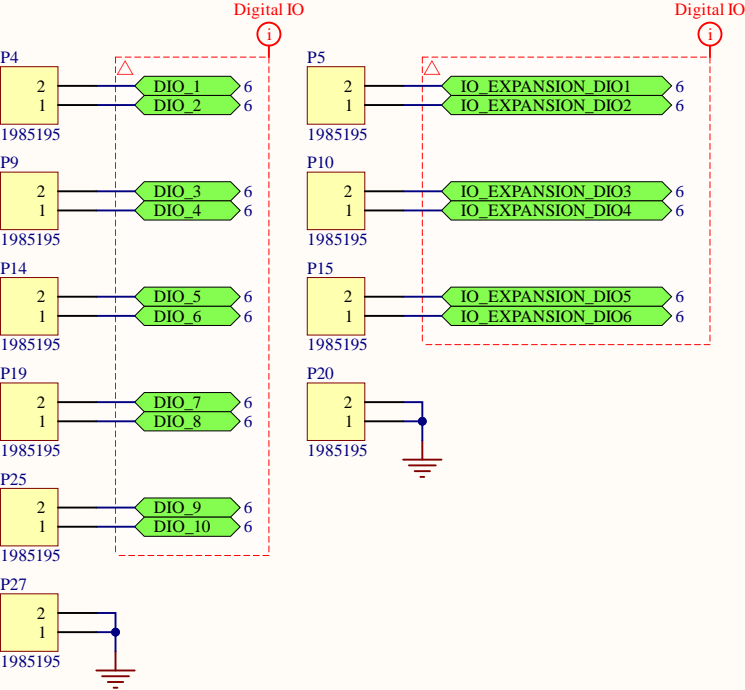 Digital IO
i
P4
2 DIO_1 6
1 DIO_2 6
1985195
P9
2 DIO_3 6
1 DIO_4 6
1985195
P14
2 DIO_5 6
1 DIO_6 6
1985195
P19
2 DIO_7 6
1 DIO_8 6
1985195
P25
2 DIO_9 6
1 DIO_10 6
1985195
P27
2
1
1985195
Digital IO
i
P5
2 IO_EXPANSION_DIO1 6
1 IO_EXPANSION_DIO2 6
1985195
P10
2 IO_EXPANSION_DIO3 6
1 IO_EXPANSION_DIO4 6
1985195
P15
2 IO_EXPANSION_DIO5 6
1 IO_EXPANSION_DIO6 6
1985195
P20
2
1
1985195